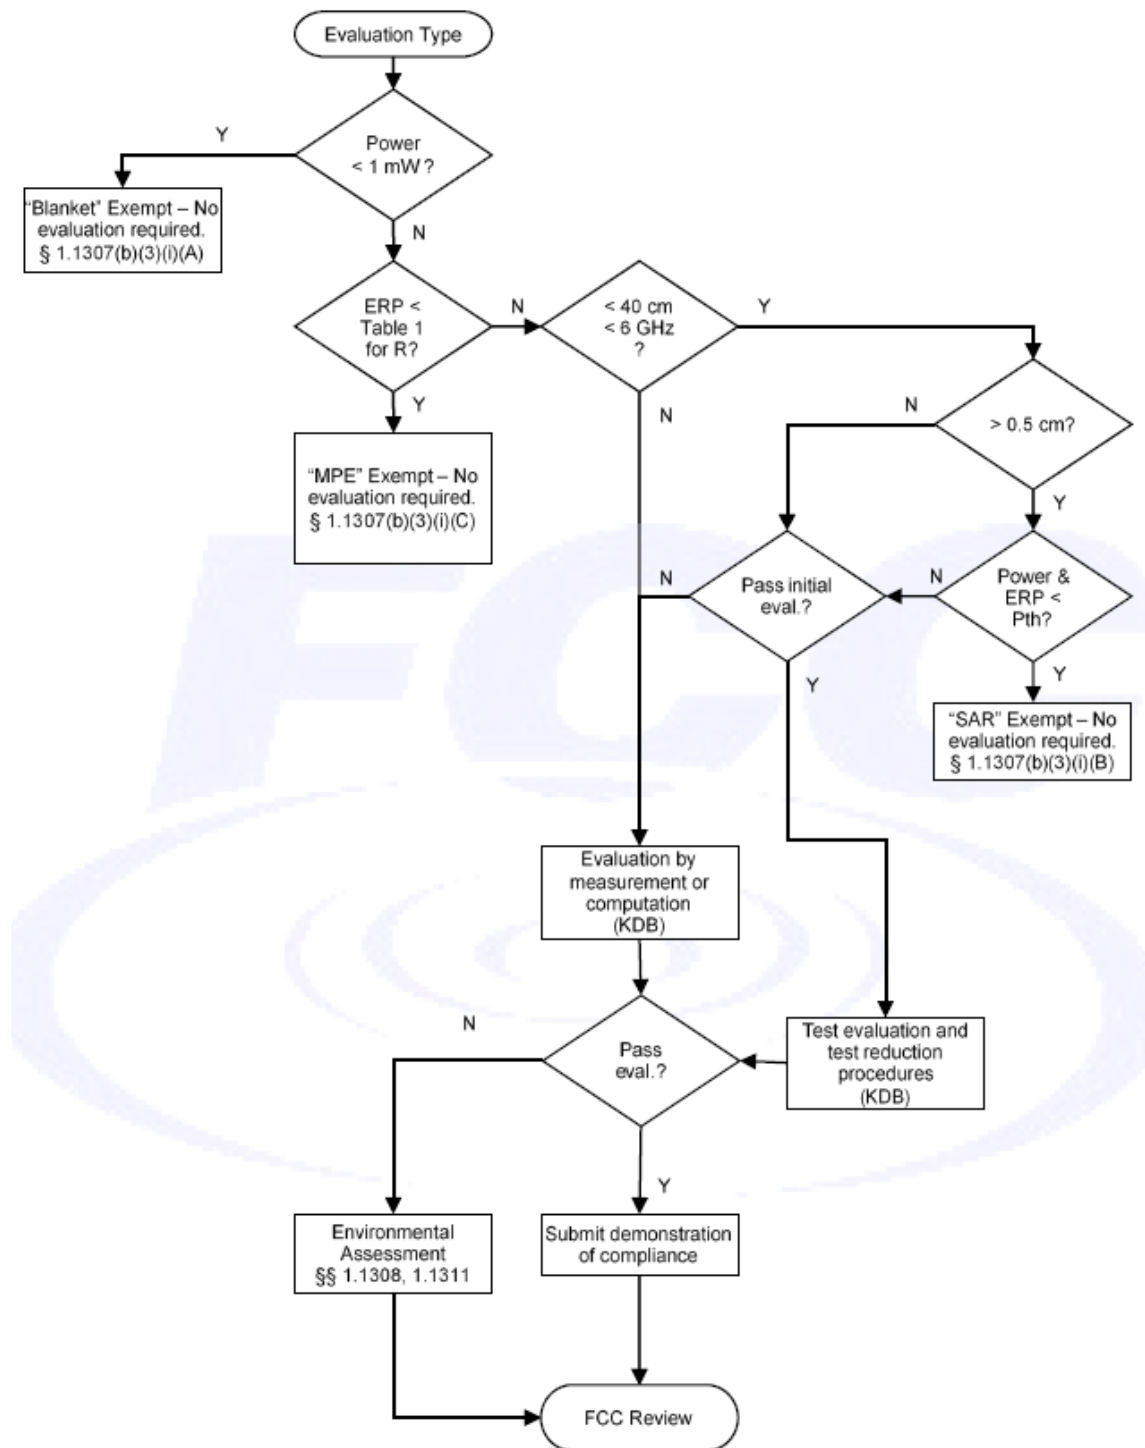 Evaluation Type
Y
Power
< 1 mW ?
"Blanket" Exempt – No
evaluation required.
§ 1.1307(b)(3)(i)(A)
N
ERP <
Table 1
for R?
N
< 40 cm
< 6 GHz
?
Y
Y
N
N
> 0.5 cm?
"MPE" Exempt – No
evaluation required.
§ 1.1307(b)(3)(i)(C)
Y
Pass initial
eval.?
N
N
Power &
ERP <
Pth?
Y
Y
"SAR" Exempt – No
evaluation required.
§ 1.1307(b)(3)(i)(B)
FCC
Evaluation by
measurement or
computation
(KDB)
N
Pass
eval.?
Test evaluation and
test reduction
procedures
(KDB)
Y
Environmental
Assessment
§§ 1.1308, 1.1311
Submit demonstration
of compliance
FCC Review